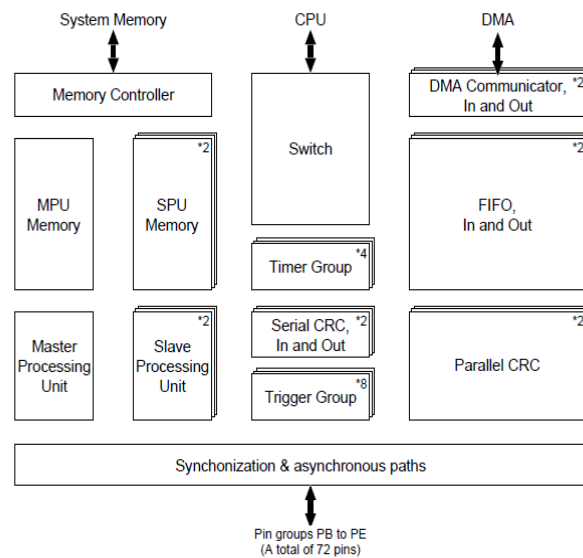 System Memory
CPU
DMA
Memory Controller
Switch
DMA Communicator, *2
In and Out
MPU
Memory
*2
SPU
Memory
*2
FIFO,
In and Out
*4
Timer Group
Master
Processing
Unit
*2
Slave
Processing
Unit
Serial CRC, *2
In and Out
*8
Trigger Group
*2
Parallel CRC
Synchonization & asynchronous paths
Pin groups PB to PE
(A total of 72 pins)